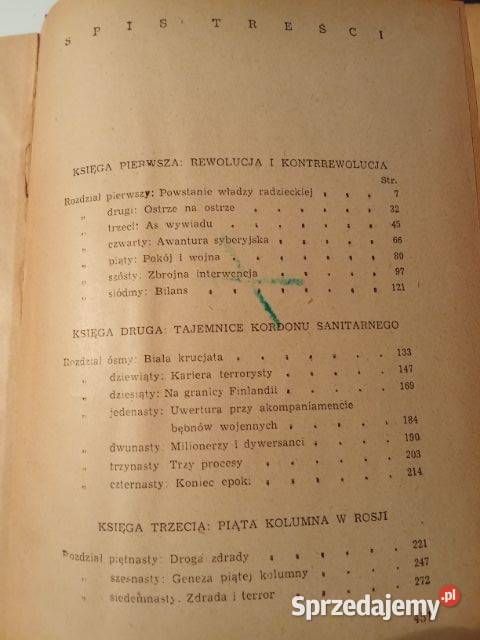 SPIS TREŚCI
KSIĘGA PIERWSZA: REWOLUCJA I KONTRREWOLUCJA
Str.
Rozdział pierwszy: Powstanie władzy radzieckiej . . . 7
„ drugi: Ostrze na ostrze . . . . . 32
„ trzeci: As wywiadu . . . . . . 45
„ czwarty: Awantura syberyjska . . . . . 66
„ piąty: Pokój i wojna . . . . . . 80
„ szósty: Zbrojna interwencja . . . . . 97
„ siódmy: Bilans . . . . . . . 121
KSIĘGA DRUGA: TAJEMNICE KORDONU SANITARNEGO
Rozdział ósmy: Biała krucjata . . . . . . 133
„ dziewiąty: Kariera terrorysty . . . . . 147
„ dziesiąty: Na granicy Finlandii . . . . . 169
„ jedenasty: Uwertura przy akompaniamencie
bębnów wojennych . . . . . 184
„ dwunasty: Milionerzy i dywersanci . . . . 190
„ trzynasty Trzy procesy . . . . . 203
„ czternasty: Koniec epoki . . . . . 214
KSIĘGA TRZECIA: PIĄTA KOLUMNA W ROSJI
Rozdział piętnasty: Droga zdrady . . . . . 221
„ szesnasty: Geneza piątej kolumny . . . . 247
„ siedemnasty. Zdrada i terror . . . . 272
Sprzedajemy.pl